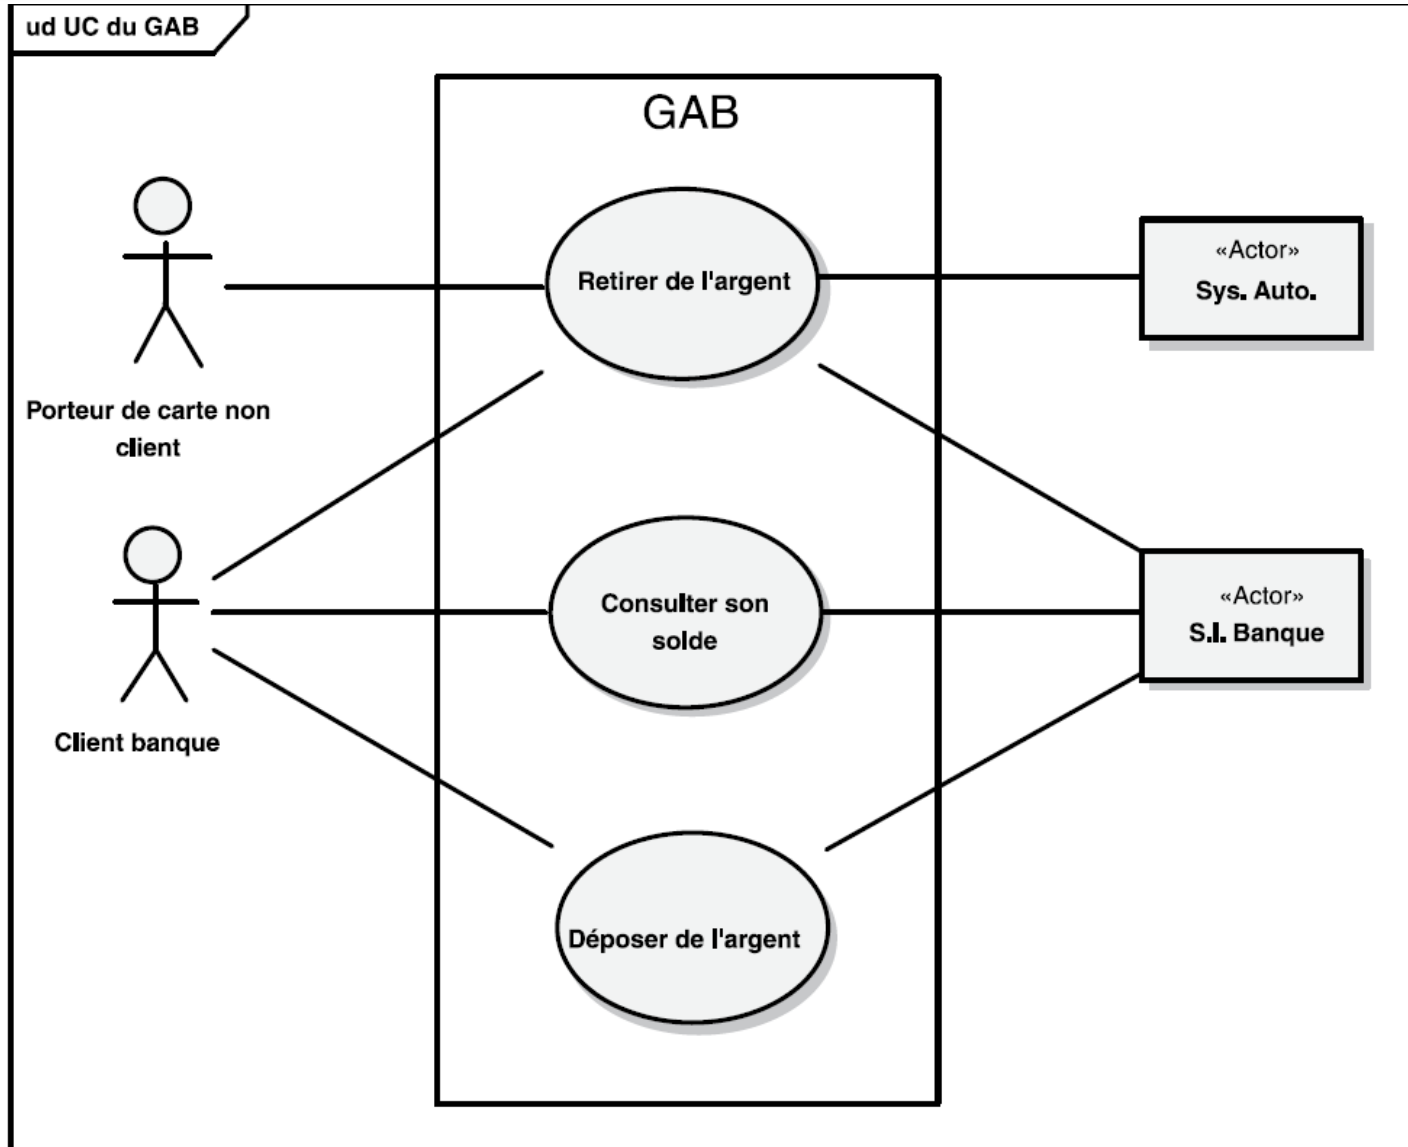 ud UC du GAB
GAB
Retirer de l'argent
«Actor»
Sys. Auto.
Porteur de carte non
client
Consulter son
solde
«Actor»
S.I. Banque
Client banque
Déposer de l'argent